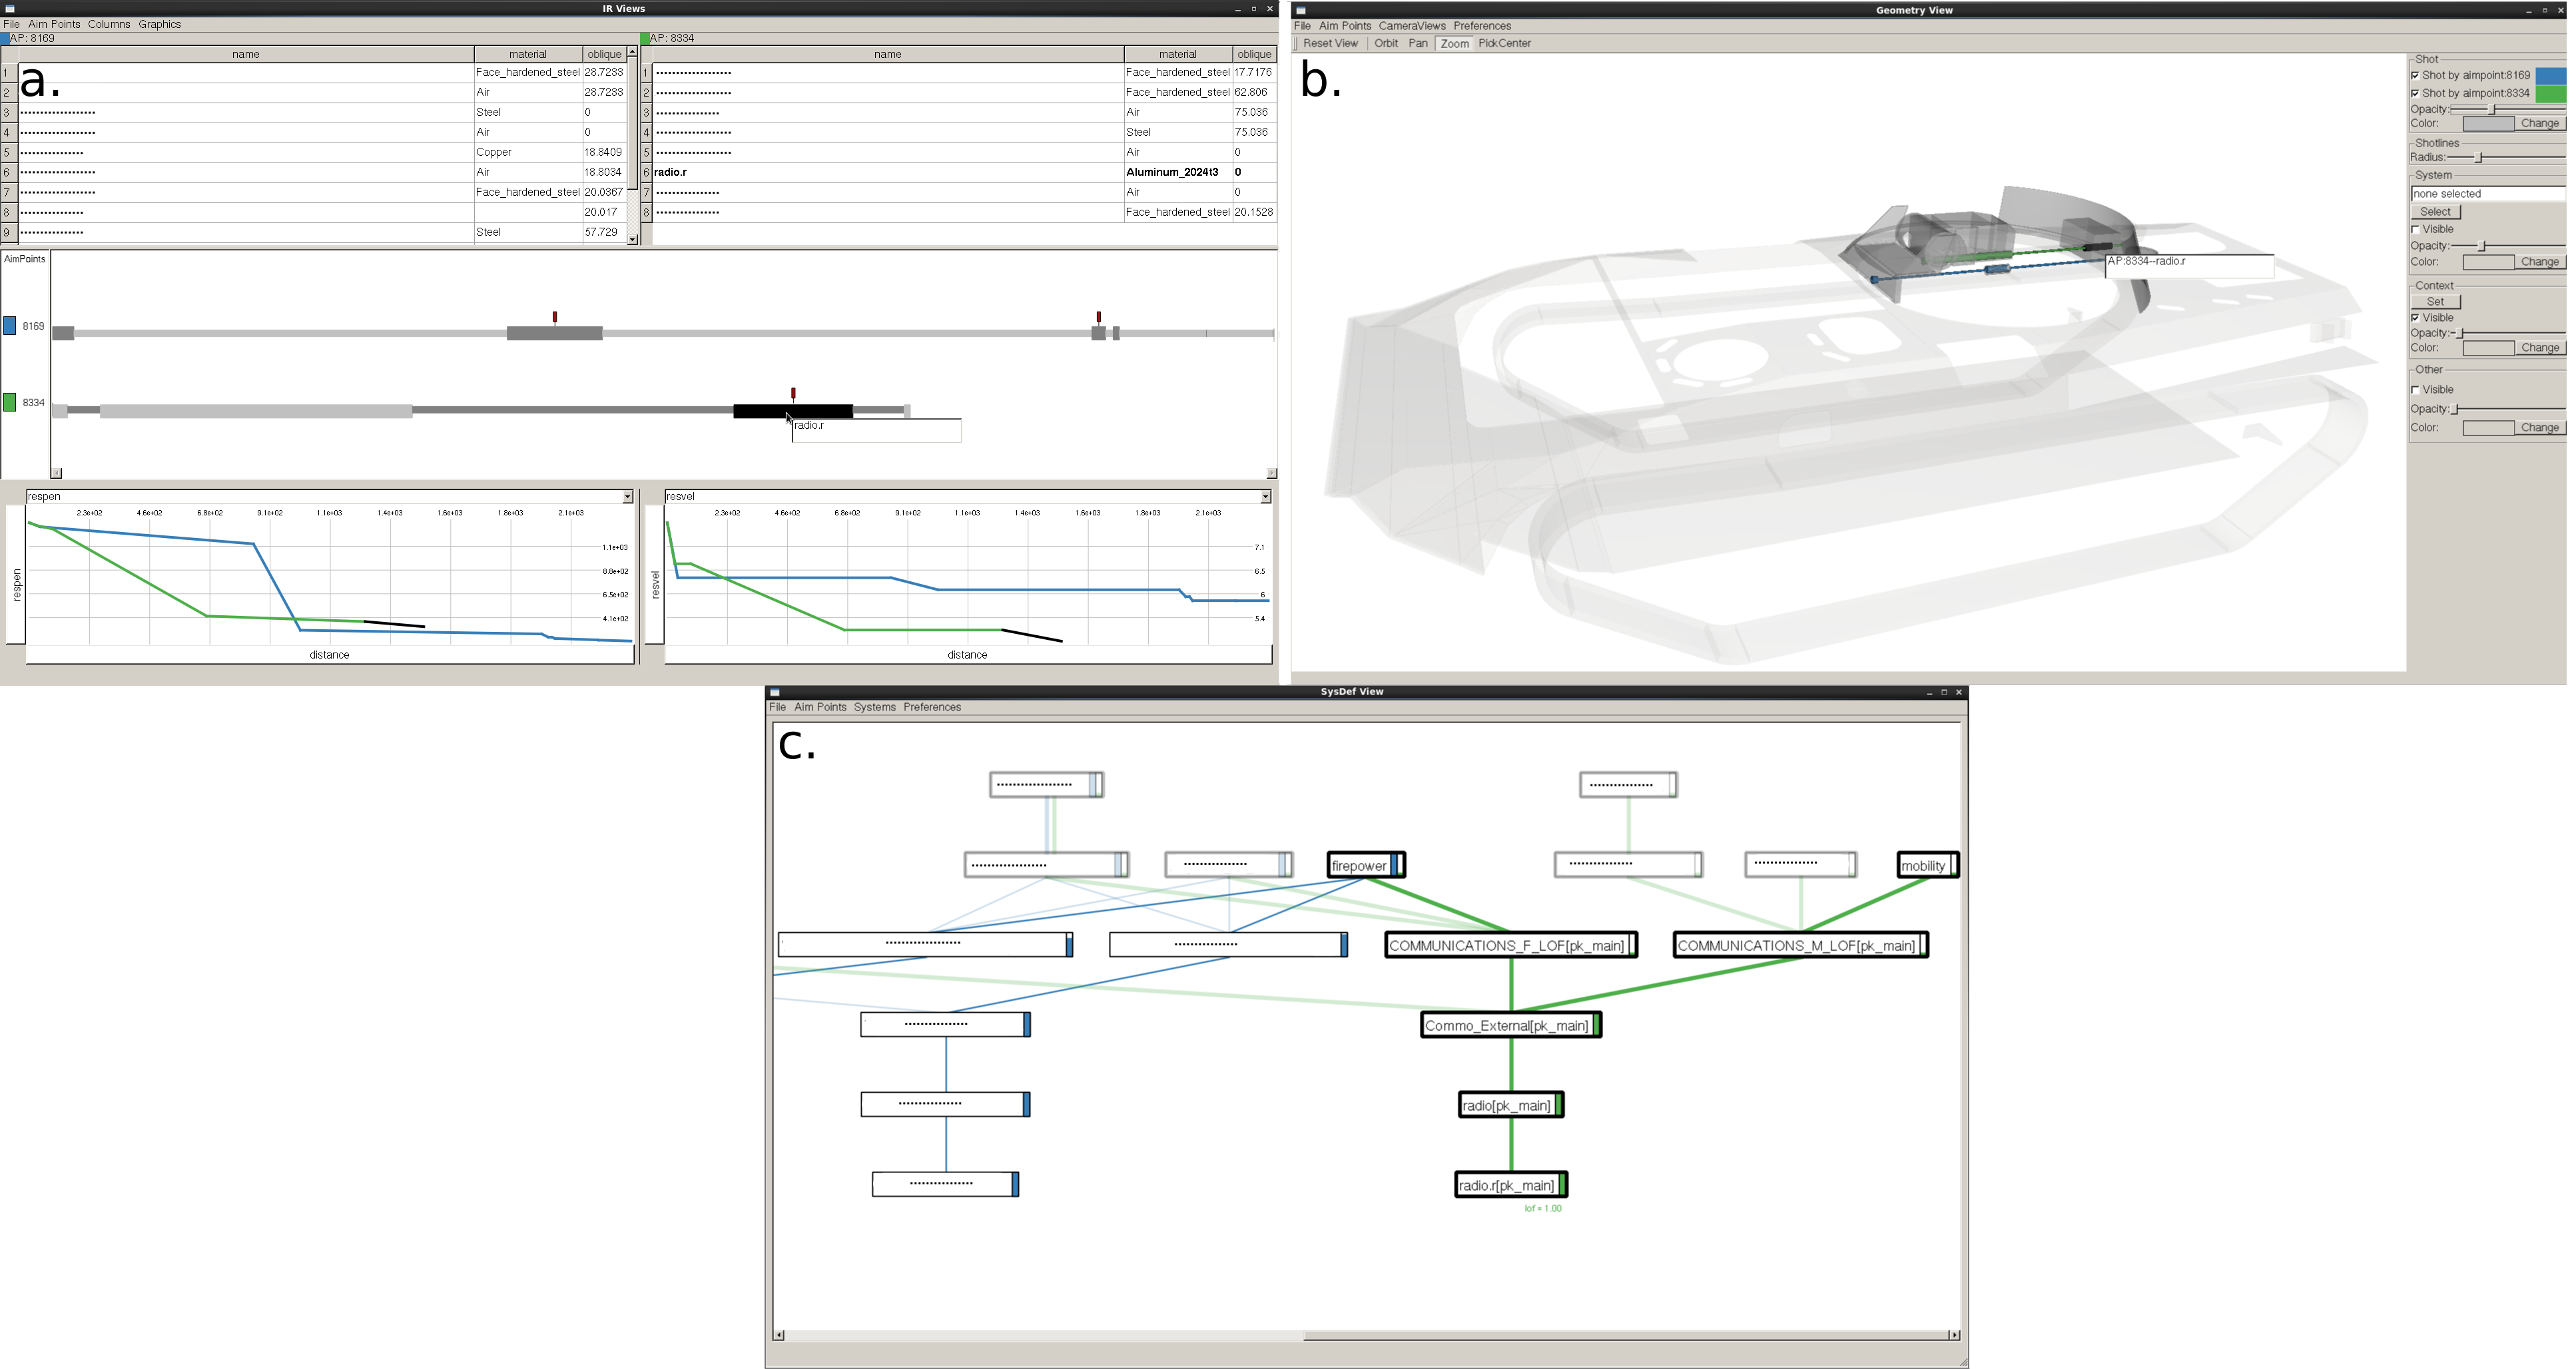 IR Views
File Aim Points Columns Graphics
AP: 8169
AP: 8334
name material oblique
name material oblique
a.
1 Face_hardened_steel 28.7233
2 Air 28.7233
3 Steel 0
4 Air 0
5 Copper 18.8409
6 Air 18.8034
7 Face_hardened_steel 20.0367
8 20.017
9 Steel 57.729
1 Face_hardened_steel 17.7176
2 Face_hardened_steel 62.806
3 Air 75.036
4 Steel 75.036
5 Air 0
6 radio.r Aluminum_2024t3 0
7 Air 0
8 Face_hardened_steel 20.1528
AimPoints
8169
8334
radio.r
respen
2.3e+02 4.6e+02 6.8e+02 9.1e+02 1.1e+03 1.4e+03 1.6e+03 1.8e+03 2.1e+03
1.1e+03
8.8e+02
6.5e+02
4.1e+02
respen
distance
resvel
2.3e+02 4.6e+02 6.8e+02 9.1e+02 1.1e+03 1.4e+03 1.6e+03 1.8e+03 2.1e+03
7.1
6.5
6
5.4
resvel
distance
Geometry View
File Aim Points CameraViews Preferences
Reset View Orbit Pan Zoom PickCenter
b.
AP:8334--radio.r
Shot
Shot by aimpoint:8169
Shot by aimpoint:8334
Opacity:
Color: Change
Shotlines
Radius:
System
none selected
Select
Visible
Opacity:
Color: Change
Context
Set
Visible
Opacity:
Color: Change
Other
Visible
Opacity:
Color: Change
SysDef View
File Aim Points Systems Preferences
c.
firepower
mobility
COMMUNICATIONS_F_LOF[pk_main]
COMMUNICATIONS_M_LOF[pk_main]
Commo_External[pk_main]
radio[pk_main]
radio.r[pk_main]
lof = 1.00